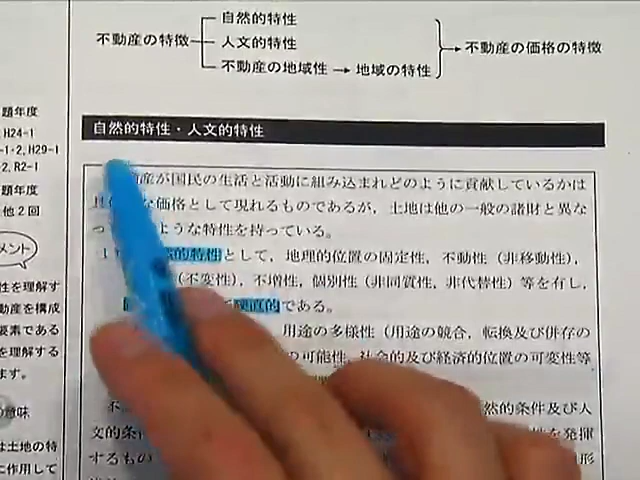 不動産の特徴
自然的特性
人文的特性
不動産の地域性 → 地域の特性
→ 不動産の価格の特徴
自然的特性・人文的特性
題年度
H24-1
-1・2, H29-1
-2, R2-1
題年度
他2回
メント
性を理解す
動産を構成
要素である
を理解する
ます。
の意味
は土地の特
に作用して
産が国民の生活と活動に組み込まれどのように貢献しているかは
な価格として現れるものであるが，土地は他の一般の諸財と異な
ような特性を持っている。
的特性として，地理的位置の固定性，不動性（非移動性），
（不変性），不増性，個別性（非同質性，非代替性）等を有し，
硬直的である。
用途の多様性（用途の競合，転換及び併存の
の可能性，社会的及び経済的位置の可変性等
然的条件及び人
文的条
を発揮
するもの
形